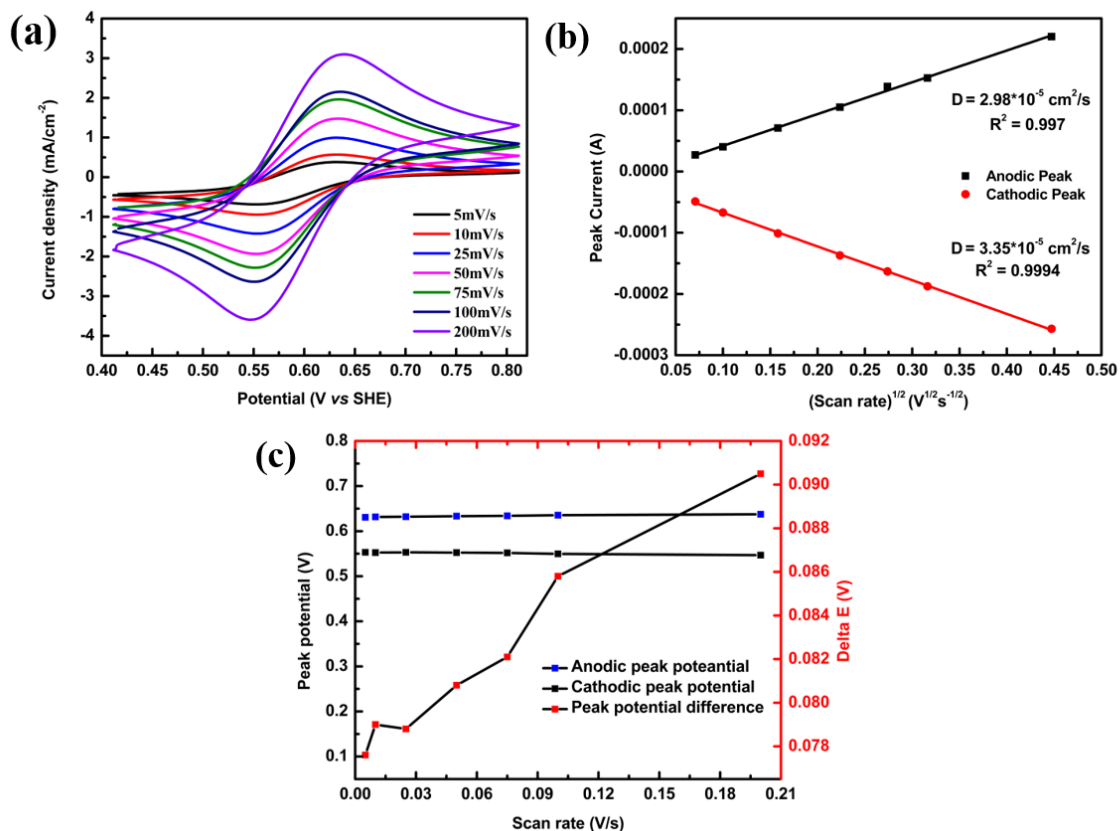 (a)
4
3
2
1
0
-1
-2
-3
-4
Current density (mA/cm⁻²)
0.40 0.45 0.50 0.55 0.60 0.65 0.70 0.75 0.80
Potential (V vs SHE)
5mV/s
10mV/s
25mV/s
50mV/s
75mV/s
100mV/s
200mV/s
(b)
0.0002
0.0001
0.0000
-0.0001
-0.0002
-0.0003
Peak Current (A)
0.05 0.10 0.15 0.20 0.25 0.30 0.35 0.40 0.45 0.50
(Scan rate)¹/² (V¹/²s⁻¹/²)
D = 2.98*10⁻⁵ cm²/s
R² = 0.997
Anodic Peak
Cathodic Peak
D = 3.35*10⁻⁵ cm²/s
R² = 0.9994
(c)
0.8
0.7
0.6
0.5
0.4
0.3
0.2
0.1
Peak potential (V)
0.00 0.03 0.06 0.09 0.12 0.15 0.18 0.21
Scan rate (V/s)
Anodic peak poteantial
Cathodic peak potential
Peak potential difference
0.092
0.090
0.088
0.086
0.084
0.082
0.080
0.078
Delta E (V)